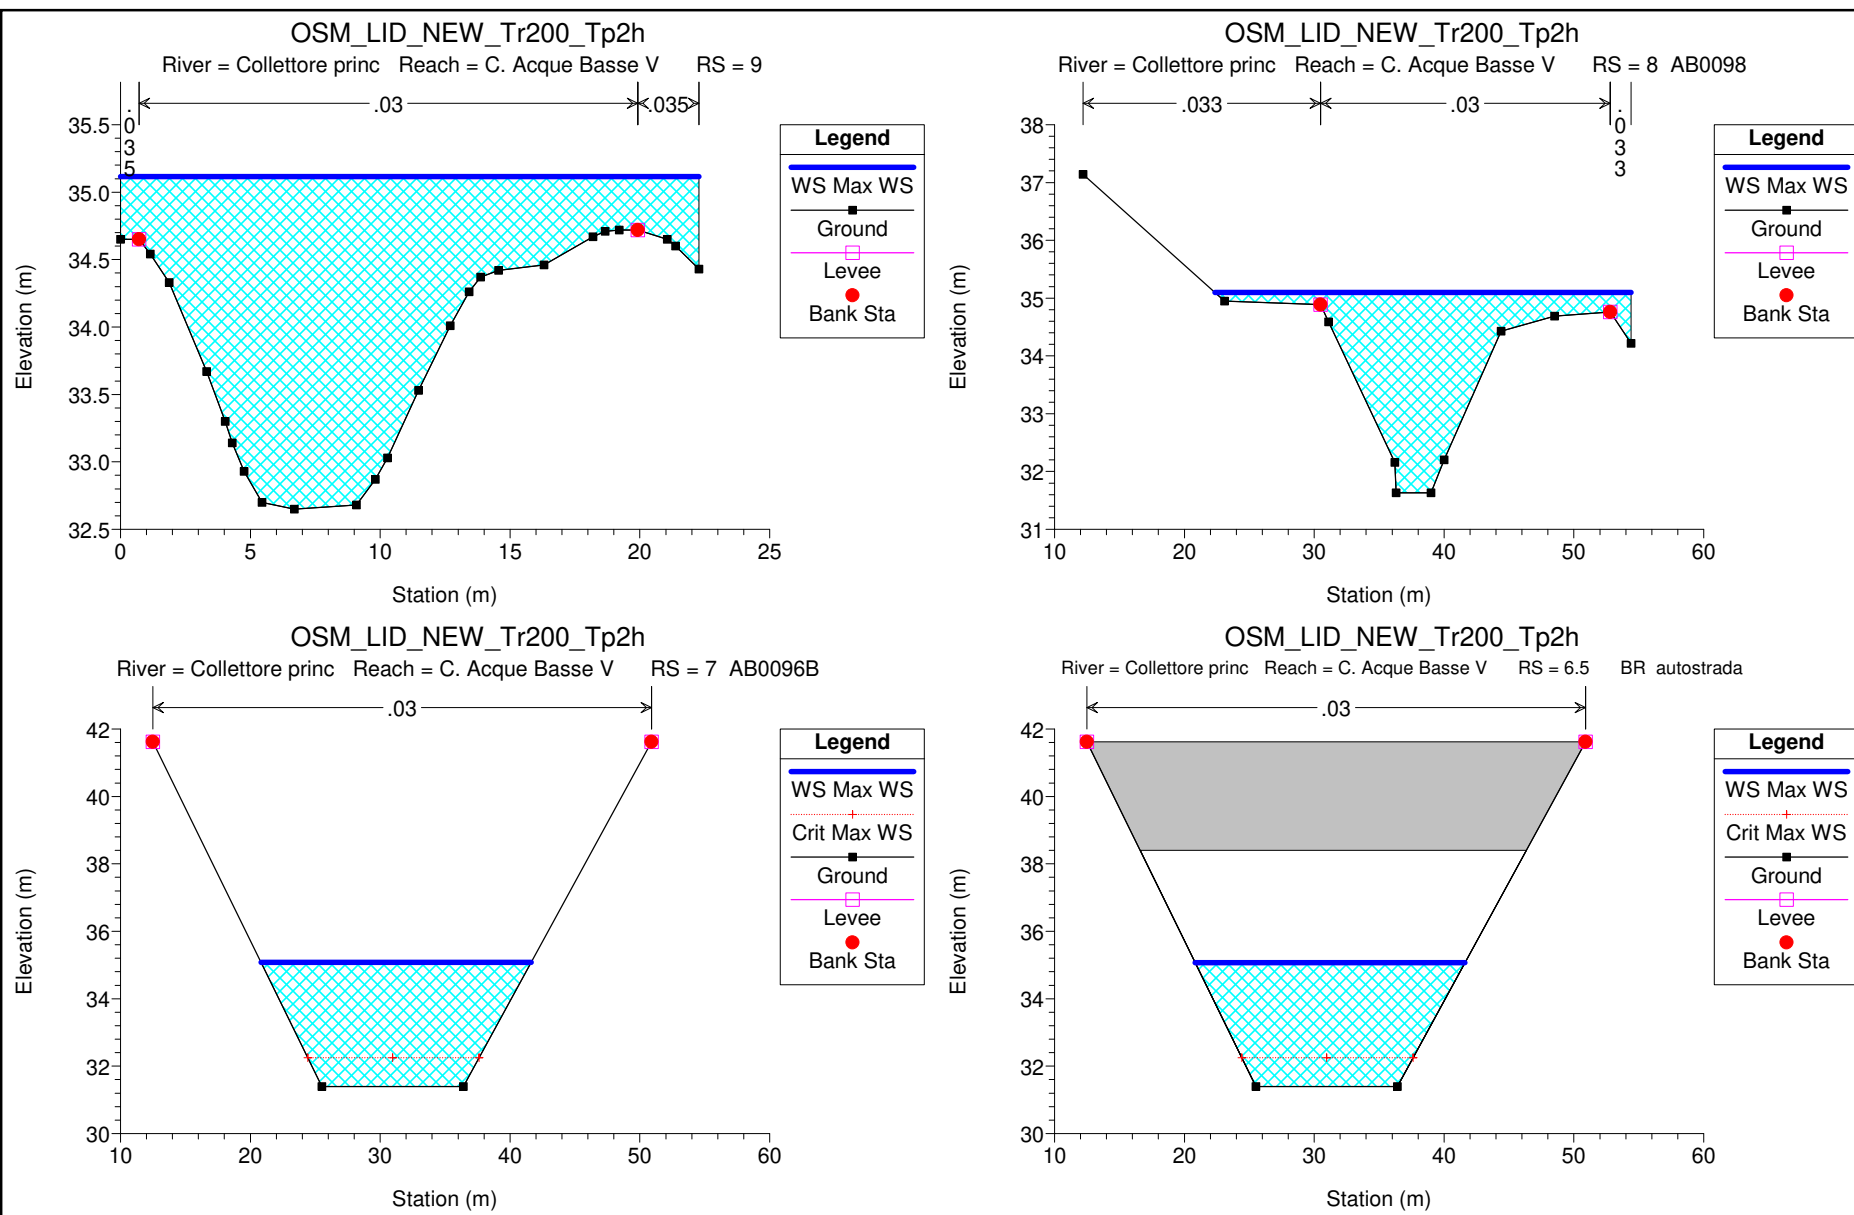 OSM_LID_NEW_Tr200_Tp2h
River = Collettore princ Reach = C. Acque Basse V RS = 9
.035
.03
.035
35.5
35.0
34.5
34.0
33.5
33.0
32.5
0 5 10 15 20 25
Station (m)
Elevation (m)
Legend
WS Max WS
Ground
Levee
Bank Sta
OSM_LID_NEW_Tr200_Tp2h
River = Collettore princ Reach = C. Acque Basse V RS = 8 AB0098
.033
.03
.033
38
37
36
35
34
33
32
31
10 20 30 40 50 60
Station (m)
Elevation (m)
Legend
WS Max WS
Ground
Levee
Bank Sta
OSM_LID_NEW_Tr200_Tp2h
River = Collettore princ Reach = C. Acque Basse V RS = 7 AB0096B
.03
42
40
38
36
34
32
30
10 20 30 40 50 60
Station (m)
Elevation (m)
Legend
WS Max WS
Crit Max WS
Ground
Levee
Bank Sta
OSM_LID_NEW_Tr200_Tp2h
River = Collettore princ Reach = C. Acque Basse V RS = 6.5 BR autostrada
.03
42
40
38
36
34
32
30
10 20 30 40 50 60
Station (m)
Elevation (m)
Legend
WS Max WS
Crit Max WS
Ground
Levee
Bank Sta